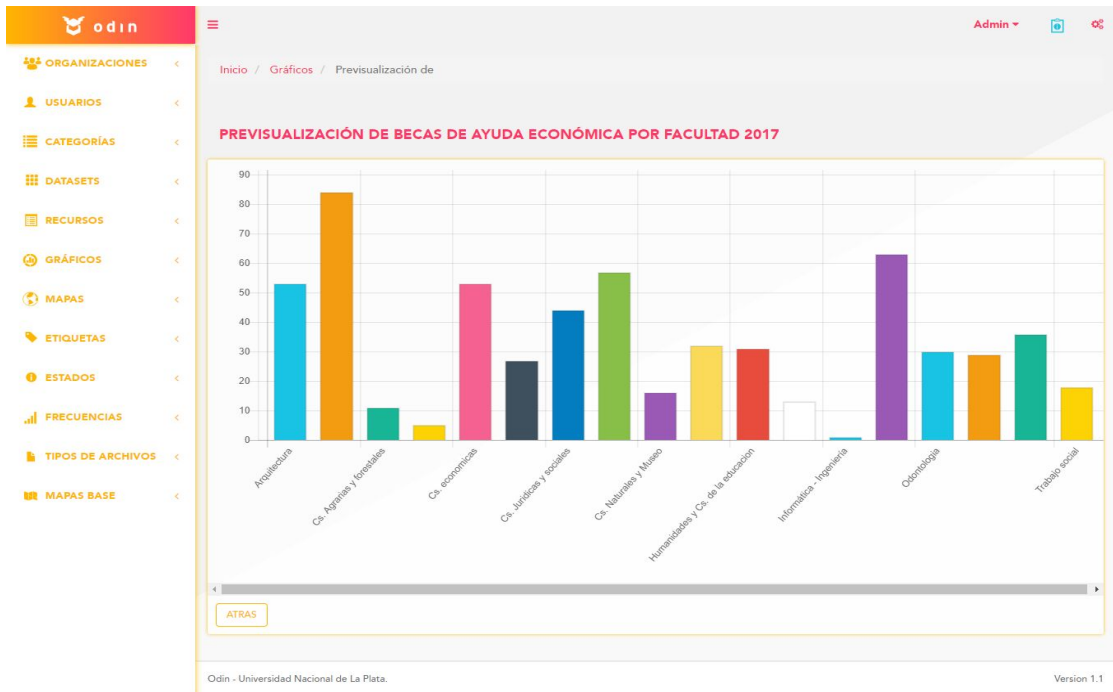 odin
Admin
ORGANIZACIONES
USUARIOS
CATEGORÍAS
DATASETS
RECURSOS
GRÁFICOS
MAPAS
ETIQUETAS
ESTADOS
FRECUENCIAS
TIPOS DE ARCHIVOS
MAPAS BASE
Inicio / Gráficos / Previsualización de
PREVISUALIZACIÓN DE BECAS DE AYUDA ECONÓMICA POR FACULTAD 2017
90
80
70
60
50
40
30
20
10
0
Arquitectura
Cs. Agrarias y forestales
Cs. economicas
Cs. Juridicas y sociales
Cs. Naturales y Museo
Humanidades y Cs. de la educacion
Informática - Ingenieria
Odontologia
Trabajo social
ATRAS
Odin - Universidad Nacional de La Plata.
Version 1.1